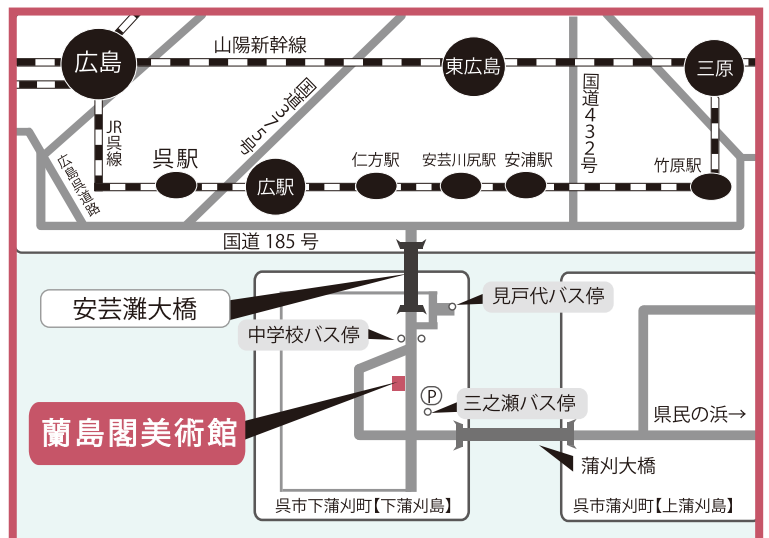 山陽新幹線
広島
東広島
三原
国道375号
国道432号
JR呉線
呉駅
仁方駅
安芸川尻駅
安浦駅
竹原駅
広島呉道路
広駅
国道 185 号
安芸灘大橋
見戸代バス停
中学校バス停
蘭島閣美術館
P
三之瀬バス停
県民の浜→
蒲刈大橋
呉市下蒲刈町【下蒲刈島】
呉市蒲刈町【上蒲刈島】